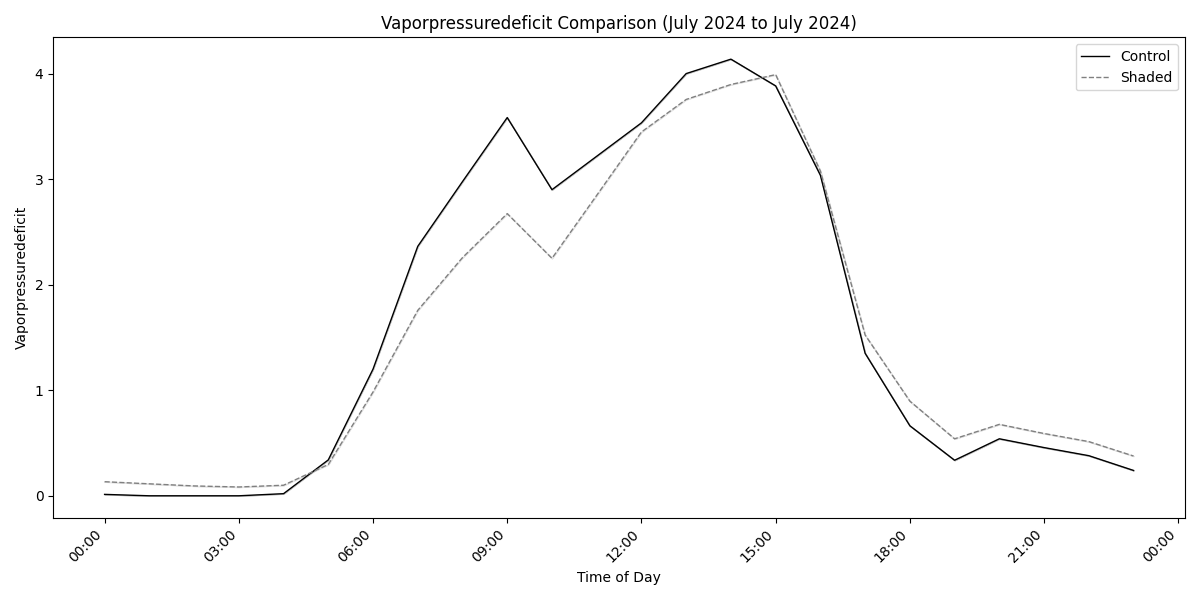 Vaporpressuredeficit Comparison (July 2024 to July 2024)
Control
Shaded
Vaporpressuredeficit
4
3
2
1
0
00:00
03:00
06:00
09:00
12:00
15:00
18:00
21:00
00:00
Time of Day